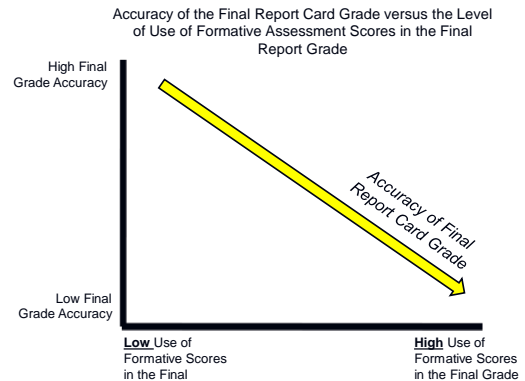 Accuracy of the Final Report Card Grade versus the Level
of Use of Formative Assessment Scores in the Final
Report Grade
High Final
Grade Accuracy
Accuracy of Final
Report Card Grade
Low Final
Grade Accuracy
Low Use of
Formative Scores
in the Final
High Use of
Formative Scores
in the Final Grade